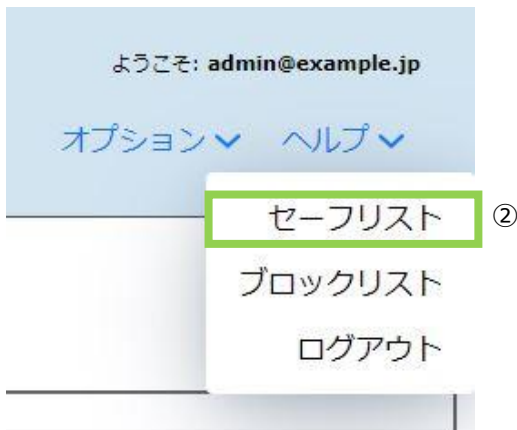 ようこそ: admin@example.jp
オプション ヘルプ
セーフリスト ②
ブロックリスト
ログアウト